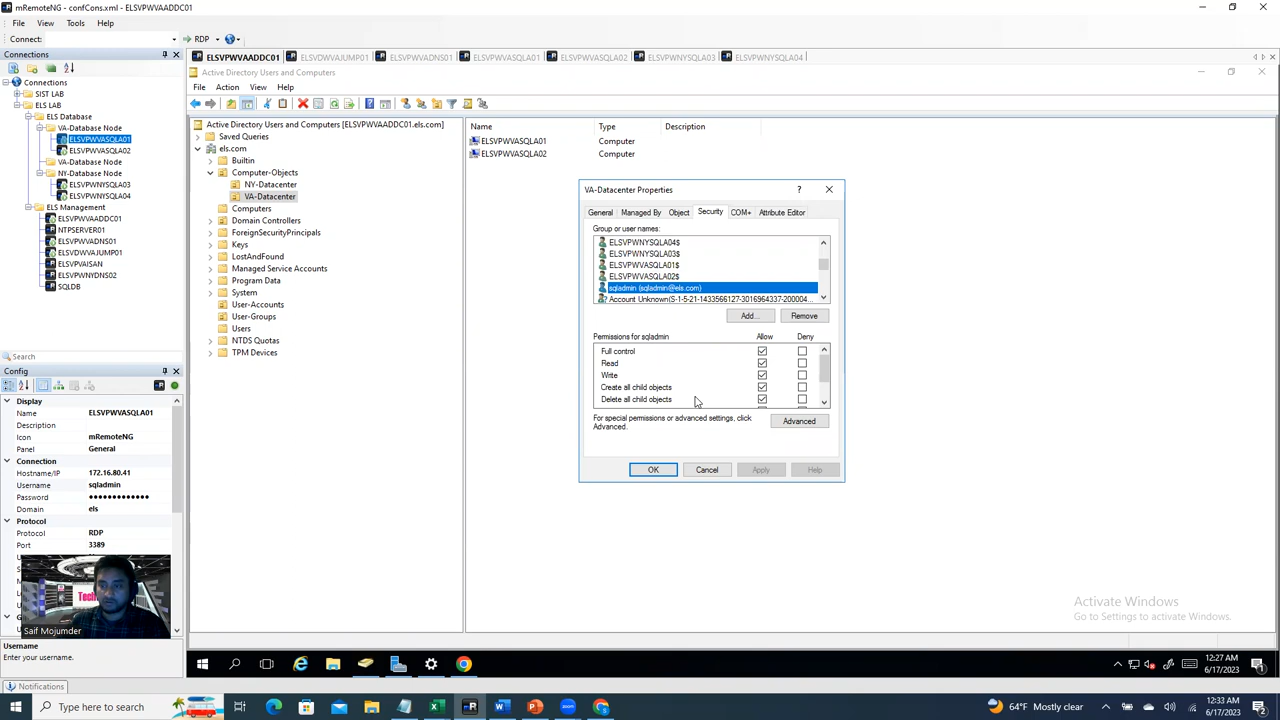 mRemoteNG - confCons.xml - ELSVPWVAADDC01
File View Tools Help
Connect: RDP
Connections
Connections
SIST LAB
ELS LAB
ELS Database
VA-Database Node
ELSVPWVASQLA01
ELSVPWVASQLA02
VA-Database Node
NY-Database Node
ELSVPWNYSQLA03
ELSVPWNYSQLA04
ELS Management
ELSVPWVAADDC01
NTPSERVER01
ELSVPWVADNS01
ELSVDWVAJUMP01
ELSVPVAISAN
ELSVPWNYDNS02
SQLDB
Search
Config
Display
Name ELSVPWVASQLA01
Description
Icon mRemoteNG
Panel General
Connection
Hostname/IP 172.16.80.41
Username sqladmin
Password ●●●●●●●●●●●●●
Domain els
Protocol
Protocol RDP
Port 3389
Tech
Saif Mojumder
Username
Enter your username.
Notifications
ELSVPWVAADDC01 ELSVDWVAJUMP01 ELSVPWVADNS01 ELSVPWVASQLA01 ELSVPWVASQLA02 ELSVPWNYSQLA03 ELSVPWNYSQLA04
Active Directory Users and Computers
File Action View Help
Active Directory Users and Computers [ELSVPWVAADDC01.els.com]
Saved Queries
els.com
Builtin
Computer-Objects
NY-Datacenter
VA-Datacenter
Computers
Domain Controllers
ForeignSecurityPrincipals
Keys
LostAndFound
Managed Service Accounts
Program Data
System
User-Accounts
User-Groups
Users
NTDS Quotas
TPM Devices
Name Type Description
ELSVPWVASQLA01 Computer
ELSVPWVASQLA02 Computer
VA-Datacenter Properties ?
General Managed By Object Security COM+ Attribute Editor
Group or user names:
ELSVPWNYSQLA04$
ELSVPWNYSQLA03$
ELSVPWVASQLA01$
ELSVPWVASQLA02$
sqladmin (sqladmin@els.com)
Account Unknown(S-1-5-21-1433566127-3016964337-200004...
Add... Remove
Permissions for sqladmin Allow Deny
Full control
Read
Write
Create all child objects
Delete all child objects
For special permissions or advanced settings, click
Advanced.
Advanced
OK Cancel Apply Help
Activate Windows
Go to Settings to activate Windows.
12:27 AM
6/17/2023
Type here to search
64°F Mostly clear
12:33 AM
6/17/2023